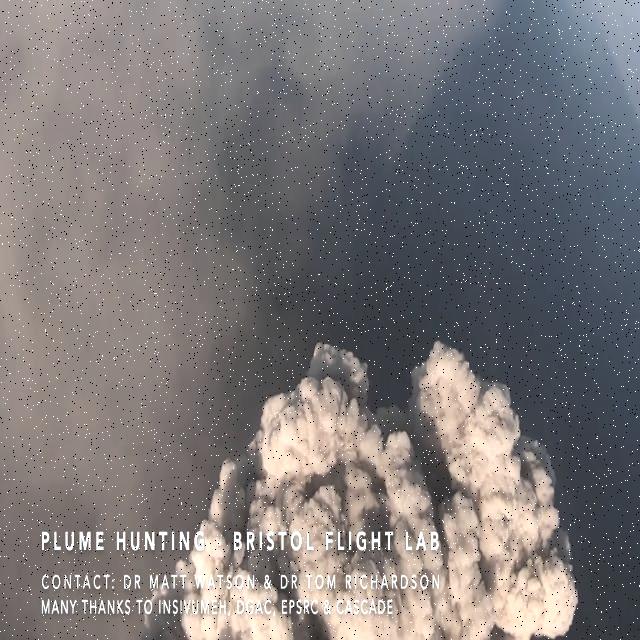 PLUME HUNTING - BRISTOL FLIGHT LAB
CONTACT: DR MATT WATSON & DR TOM RICHARDSON
MANY THANKS TO INSIVUMEH, DGAC, EPSRC & CASCADE